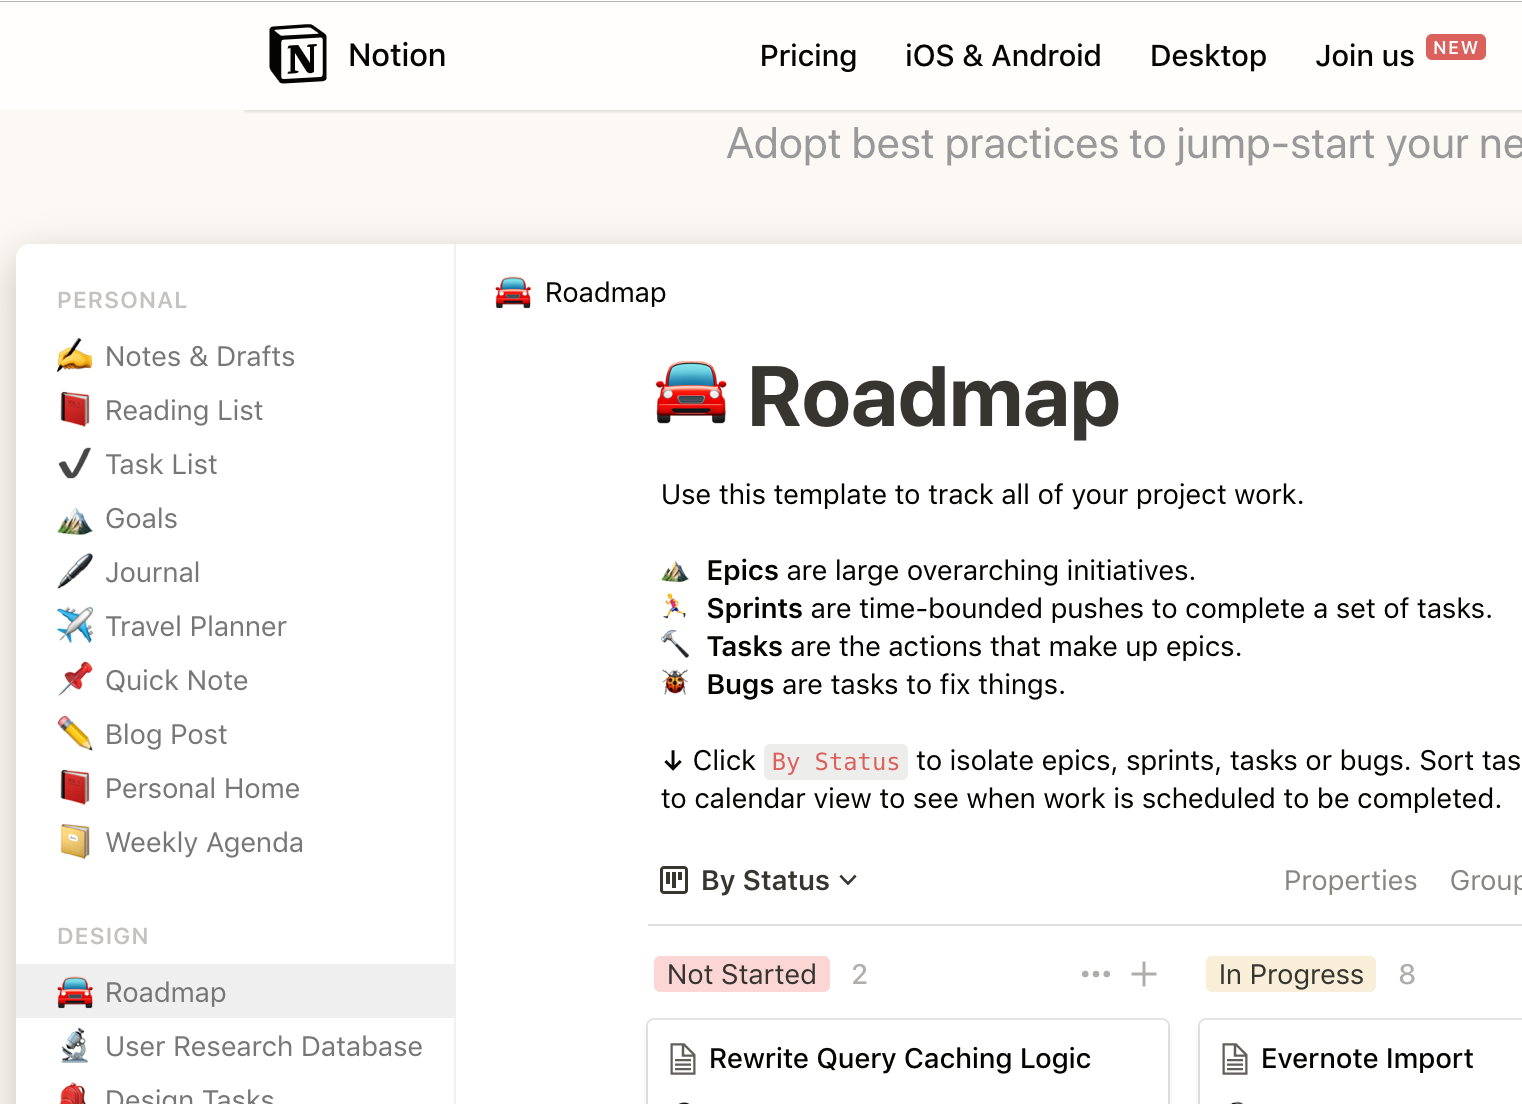 Notion
Pricing
iOS & Android
Desktop
Join us
NEW
Adopt best practices to jump-start your
PERSONAL
Notes & Drafts
Reading List
Task List
Goals
Journal
Travel Planner
Quick Note
Blog Post
Personal Home
Weekly Agenda
DESIGN
Roadmap
User Research Database
Design Tasks
Roadmap
Roadmap
Use this template to track all of your project work.
Epics are large overarching initiatives.
Sprints are time-bounded pushes to complete a set of tasks.
Tasks are the actions that make up epics.
Bugs are tasks to fix things.
↓ Click By Status to isolate epics, sprints, tasks or bugs. Sort
to calendar view to see when work is scheduled to be completed.
By Status
Properties
Not Started 2
In Progress 8
Rewrite Query Caching Logic
Evernote Import